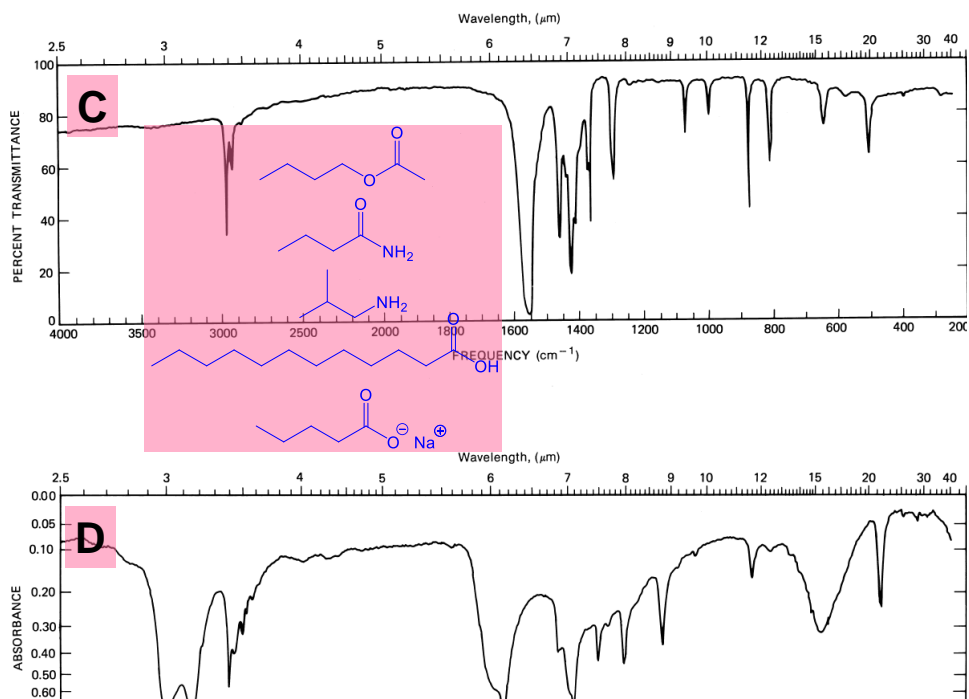 Wavelength, (μm)
2.5 3 4 5 6 7 8 9 10 12 15 20 30 40
C
PERCENT TRANSMITTANCE
100
80
60
40
20
0
O
O
O
NH₂
NH₂
4000 3500 3000 2500 2000 1800 1600 1400 1200 1000 800 600 400 200
FREQUENCY (cm⁻¹)
O
OH
O
O⊖ Na⊕
Wavelength, (μm)
2.5 3 4 5 6 7 8 9 10 12 15 20 30 40
D
ABSORBANCE
0.00
0.05
0.10
0.20
0.30
0.40
0.50
0.60